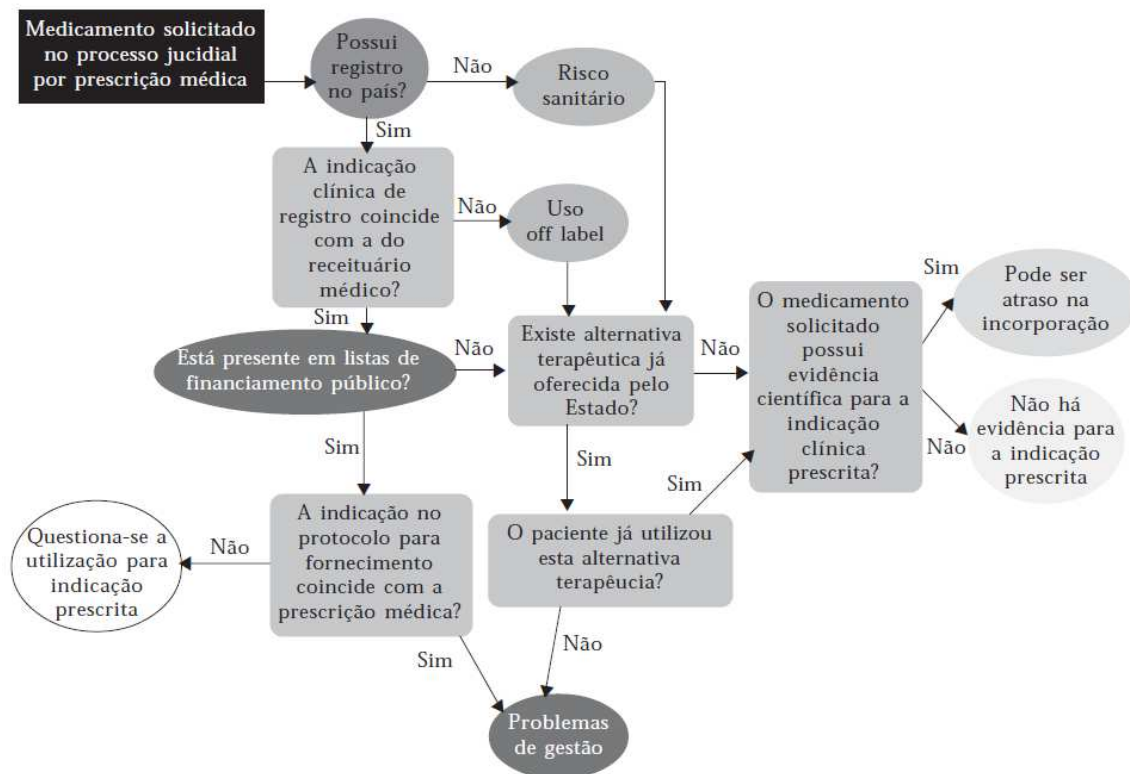 Medicamento solicitado
no processo jucidial
por prescrição médica
Possui
registro
no país?
Não
Risco
sanitário
Sim
A indicação
clínica de
registro coincide
com a do
receituário
médico?
Não
Uso
off label
Sim
Está presente em listas de
financiamento público?
Não
Existe alternativa
terapêutica já
oferecida pelo
Estado?
Não
O medicamento
solicitado
possui
evidência
científica para a
indicação
clínica
prescrita?
Sim
Pode ser
atraso na
incorporação
Não
Não há
evidência para
a indicação
prescrita
Sim
Sim
Sim
A indicação no
protocolo para
fornecimento
coincide com a
prescrição médica?
O paciente já utilizou
esta alternativa
terapêucia?
Não
Questiona-se a
utilização para
indicação
prescrita
Sim
Não
Problemas
de gestão